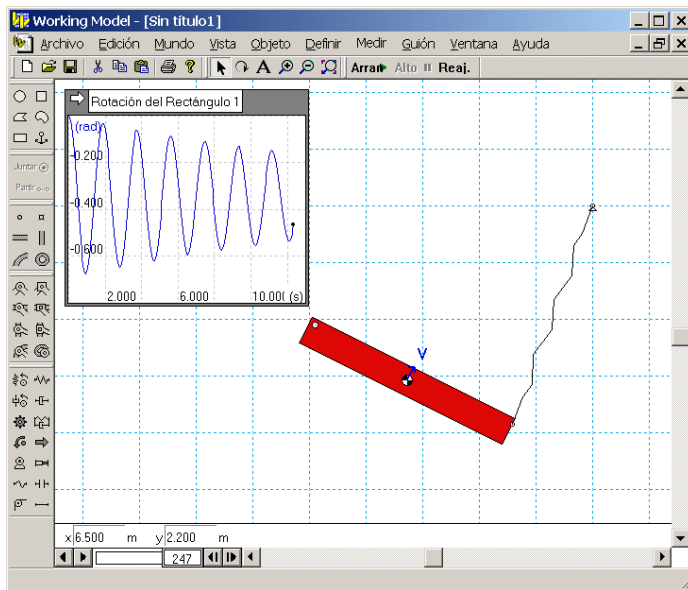 Working Model - [Sin título1]
Archivo Edición Mundo Vista Objeto Definir Medir Guión Ventana Ayuda
A Arran Alto II Reaj.
Rotación del Rectángulo 1
(rad)
-0.200
-0.400
-0.600
2.000 6.000 10.00( (s)
Juntar
Partir
V
x 6.500 m y 2.200 m
247